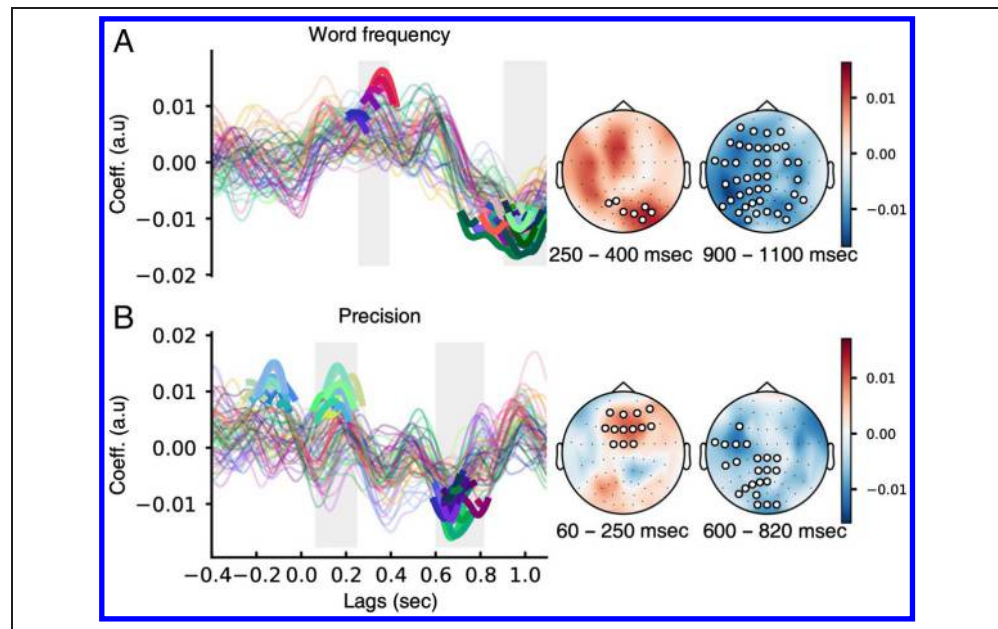 A
Word frequency
Coeff. (a.u)
0.01
0.00
−0.01
−0.02
250 – 400 msec
900 – 1100 msec
0.01
0.00
−0.01
B
Precision
Coeff. (a.u)
0.02
0.01
0.00
−0.01
−0.4 −0.2 0.0 0.2 0.4 0.6 0.8 1.0
Lags (sec)
60 – 250 msec
600 – 820 msec
0.01
0.00
−0.01